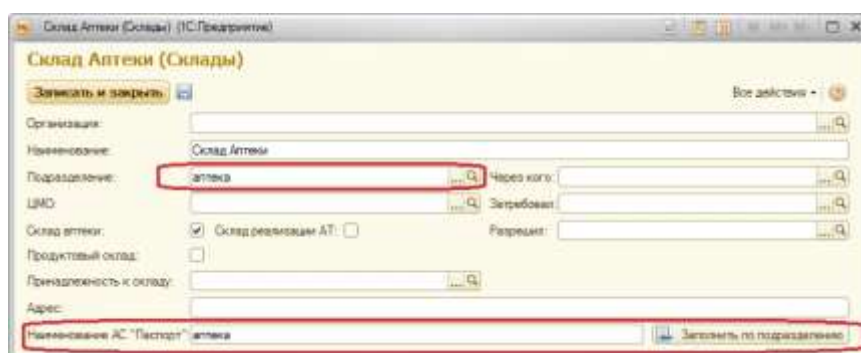 Склад Аптеки (Склады) (1С:Предприятие)
Склад Аптеки (Склады)
Записать и закрыть Все действия
Организация:
Наименование: Склад Аптеки
Подразделение: аптека Через кого:
ЦМО: Затребовал:
Склад аптеки: Склад реализации АТ:  Разрешил:
Продуктовый склад:
Принадлежность к складу:
Адрес:
Наименование АС "Паспорт": аптека Заполнить по подразделению